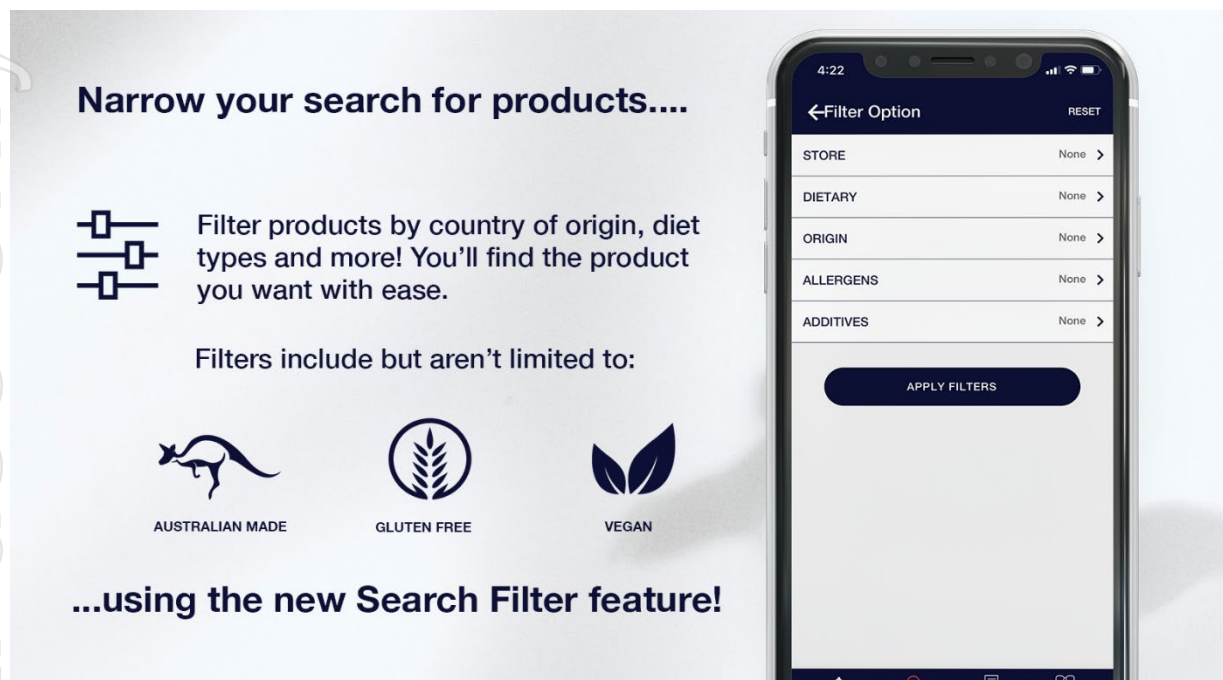 Narrow your search for products....
Filter products by country of origin, diet
types and more! You'll find the product
you want with ease.
Filters include but aren't limited to:
AUSTRALIAN MADE
GLUTEN FREE
VEGAN
...using the new Search Filter feature!
4:22
Filter Option
RESET
STORE None
DIETARY None
ORIGIN None
ALLERGENS None
ADDITIVES None
APPLY FILTERS